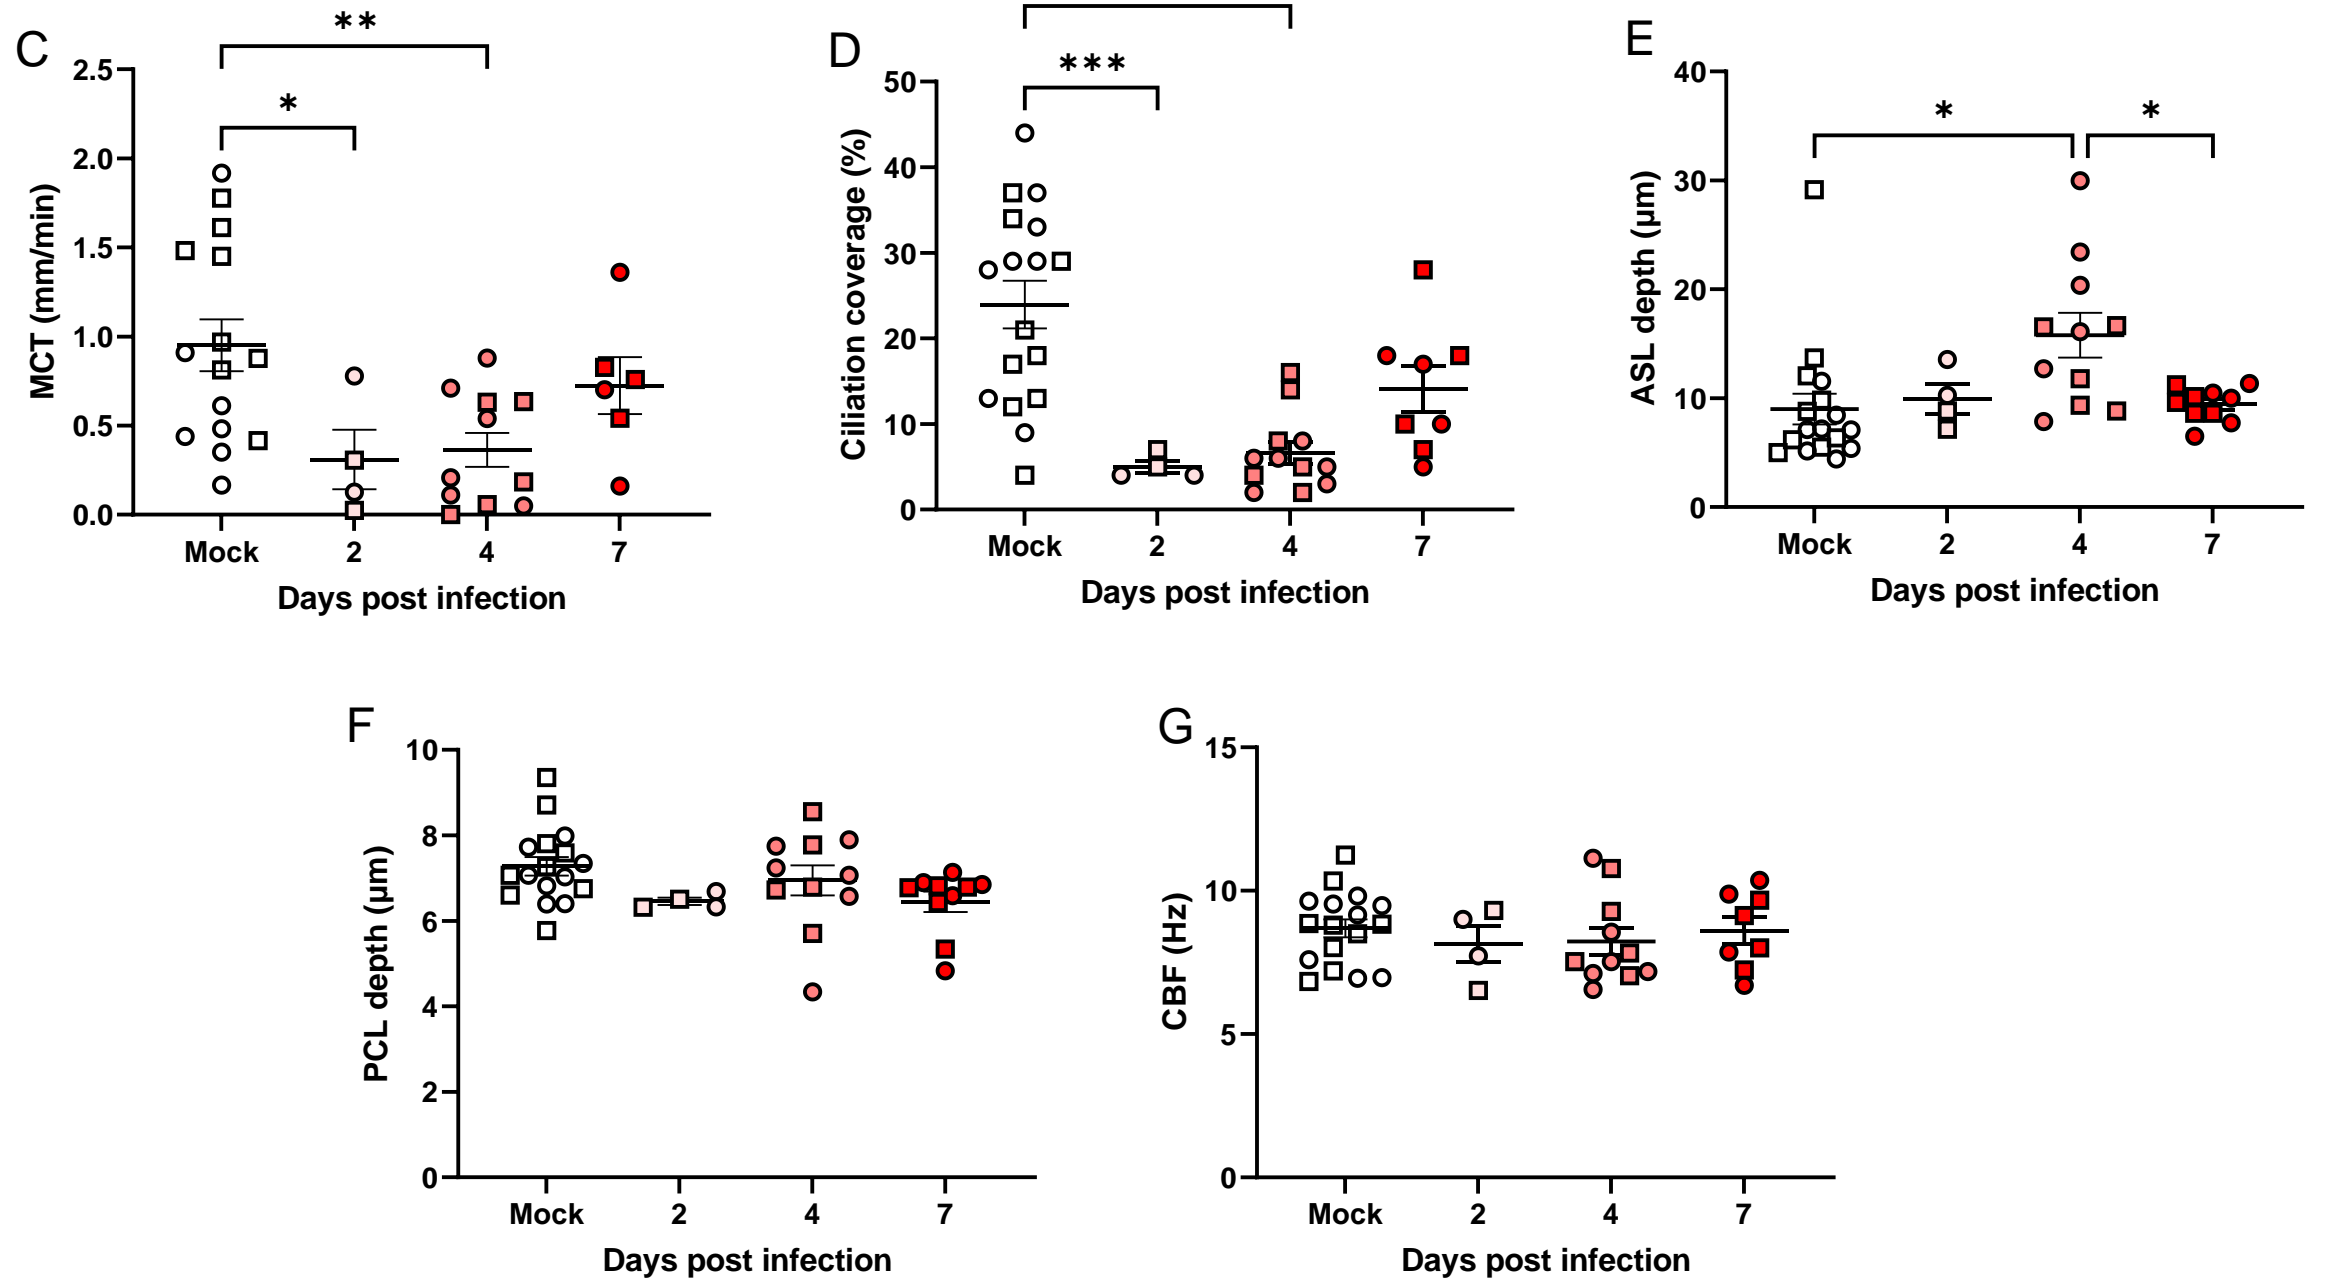 C
**
*
2.5
2.0
1.5
1.0
0.5
0.0
MCT (mm/min)
Mock 2 4 7
Days post infection
D
***
50
40
30
20
10
0
Ciliation coverage (%)
Mock 2 4 7
Days post infection
E
* *
40
30
20
10
0
ASL depth (µm)
Mock 2 4 7
Days post infection
F
10
8
6
4
2
0
PCL depth (µm)
Mock 2 4 7
Days post infection
G
15
10
5
0
CBF (Hz)
Mock 2 4 7
Days post infection